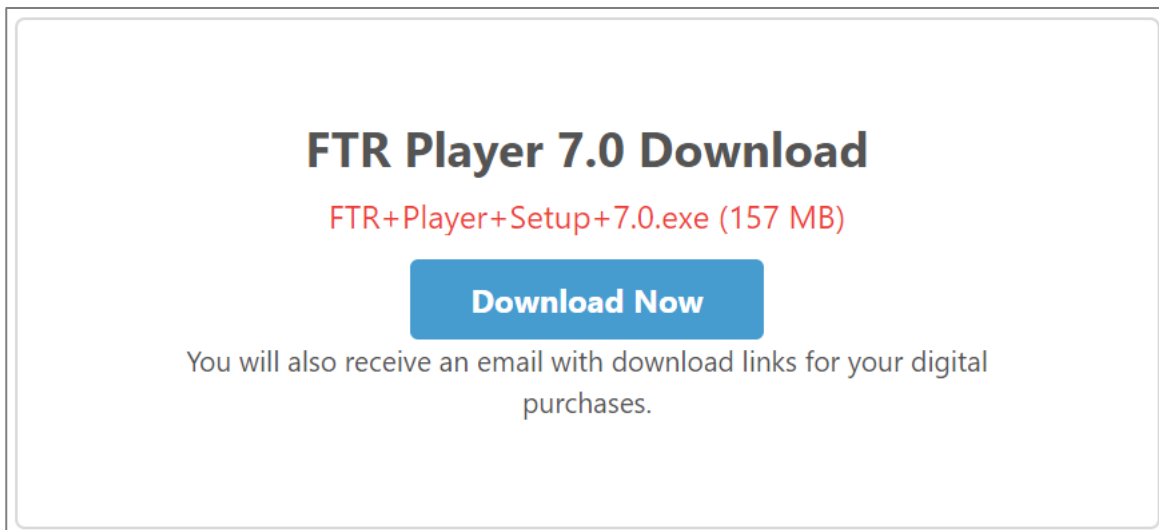 FTR Player 7.0 Download
FTR+Player+Setup+7.0.exe (157 MB)
Download Now
You will also receive an email with download links for your digital
purchases.